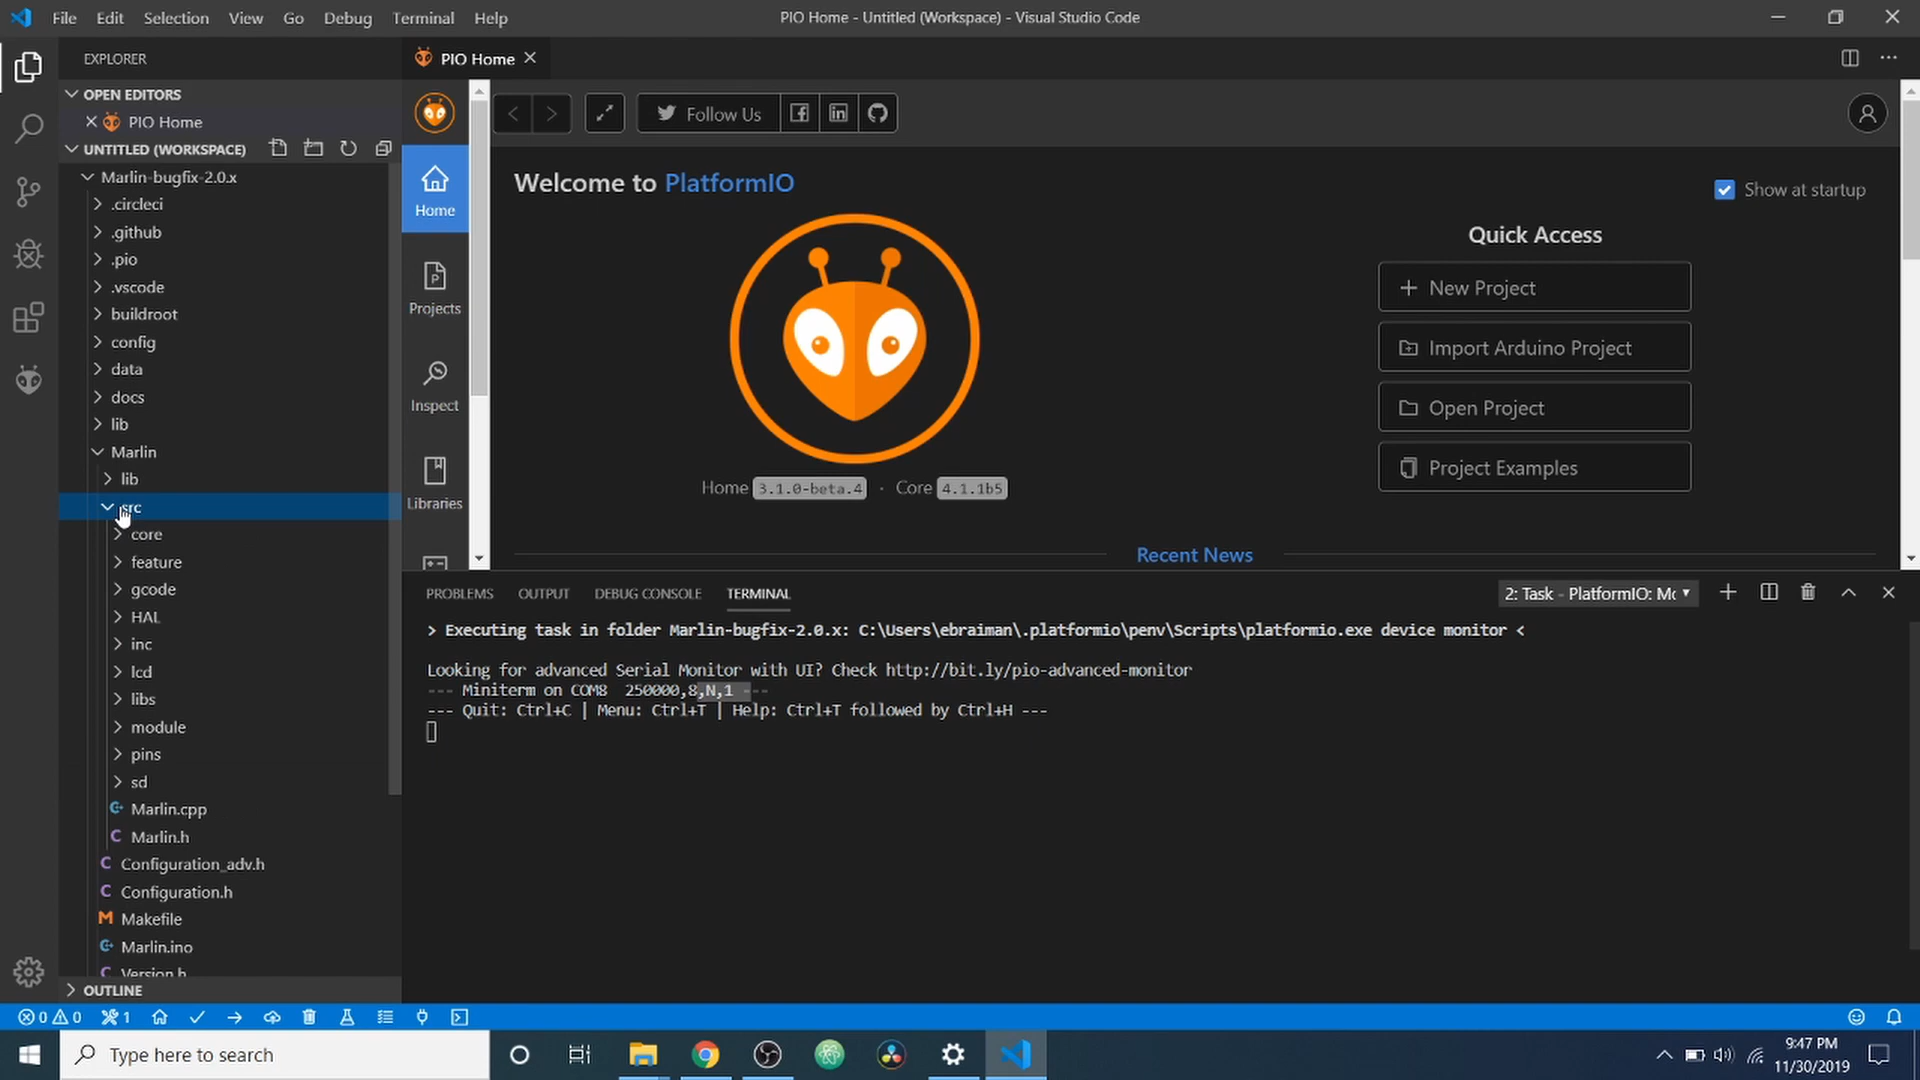 File Edit Selection View Go Debug Terminal Help
PIO Home - Untitled (Workspace) - Visual Studio Code
EXPLORER
OPEN EDITORS
PIO Home
UNTITLED (WORKSPACE)
Marlin-bugfix-2.0.x
.circleci
.github
.pio
.vscode
buildroot
config
data
docs
lib
Marlin
lib
src
core
feature
gcode
HAL
inc
lcd
libs
module
pins
sd
Marlin.cpp
Marlin.h
Configuration_adv.h
Configuration.h
Makefile
Marlin.ino
Version.h
OUTLINE
PIO Home
Follow Us
Home
Projects
Inspect
Libraries
Welcome to PlatformIO
Show at startup
Home 3.1.0-beta.4 · Core 4.1.1b5
Quick Access
New Project
Import Arduino Project
Open Project
Project Examples
Recent News
PROBLEMS OUTPUT DEBUG CONSOLE TERMINAL
2: Task - PlatformIO: Mc
> Executing task in folder Marlin-bugfix-2.0.x: C:\Users\ebraiman\.platformio\penv\Scripts\platformio.exe device monitor <
Looking for advanced Serial Monitor with UI? Check http://bit.ly/pio-advanced-monitor
--- Miniterm on COM8  250000,8,N,1 ---
--- Quit: Ctrl+C | Menu: Ctrl+T | Help: Ctrl+T followed by Ctrl+H ---
0 0 1
Type here to search
9:47 PM
11/30/2019